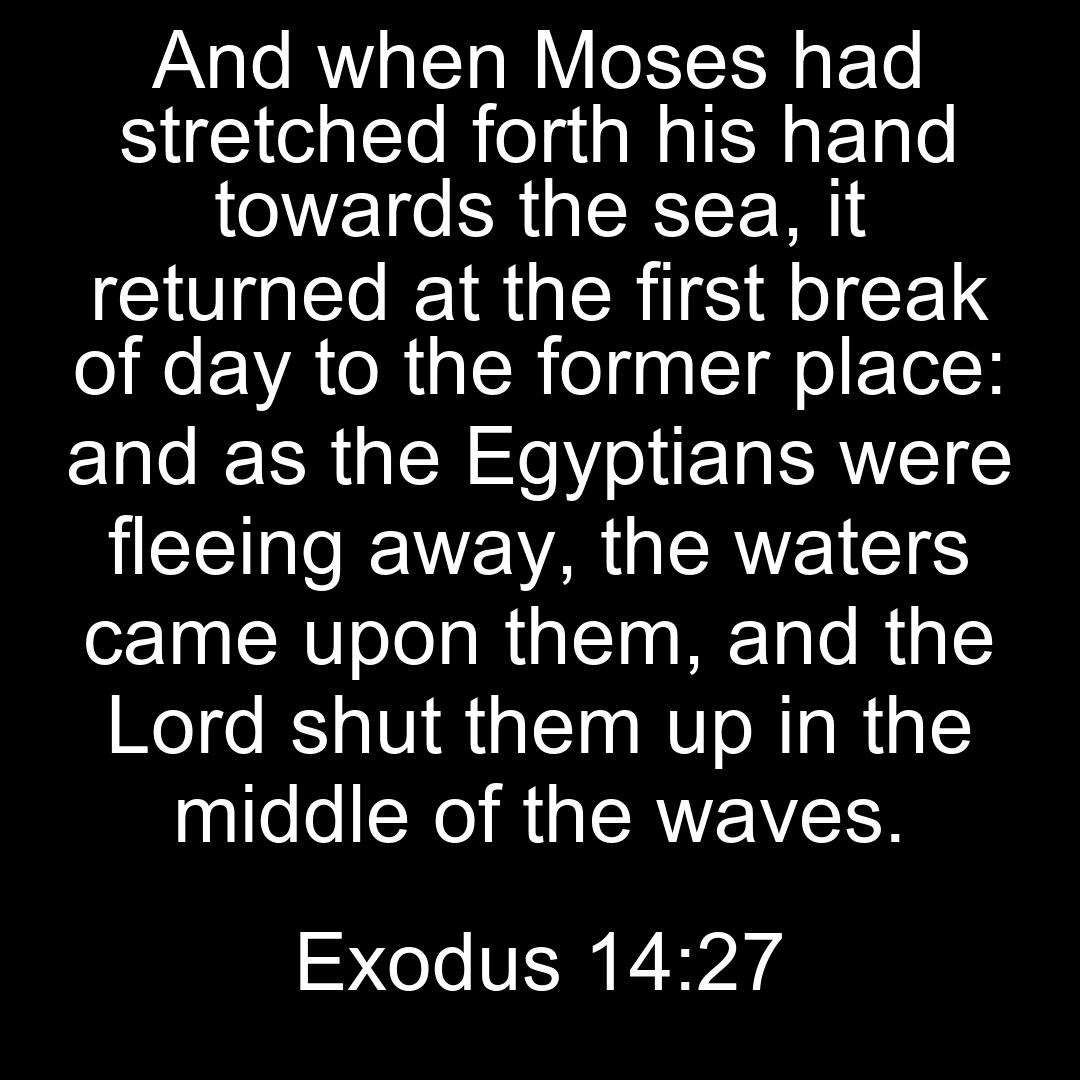 And when Moses had
stretched forth his hand
towards the sea, it
returned at the first break
of day to the former place:
and as the Egyptians were
fleeing away, the waters
came upon them, and the
Lord shut them up in the
middle of the waves.
Exodus 14:27